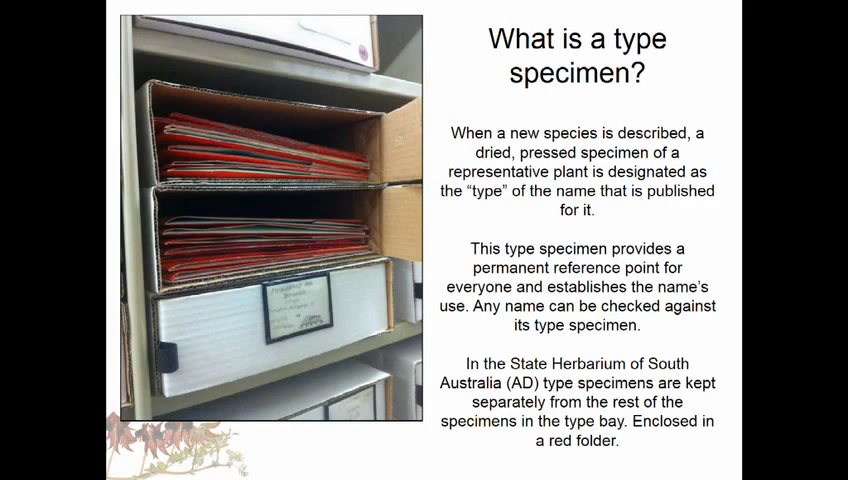 What is a type
specimen?
When a new species is described, a
dried, pressed specimen of a
representative plant is designated as
the “type” of the name that is published
for it.
This type specimen provides a
permanent reference point for
everyone and establishes the name’s
use. Any name can be checked against
its type specimen.
In the State Herbarium of South
Australia (AD) type specimens are kept
separately from the rest of the
specimens in the type bay. Enclosed in
a red folder.